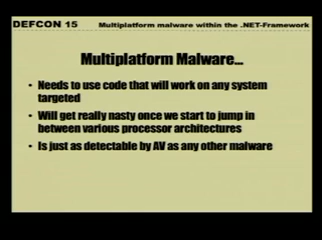 DEFCON 15 Multiplatform malware within the .NET-Framework
Multiplatform Malware...
• Needs to use code that will work on any system
targeted
• Will get really nasty once we start to jump in
between various processor architectures
• Is just as detectable by AV as any other malware